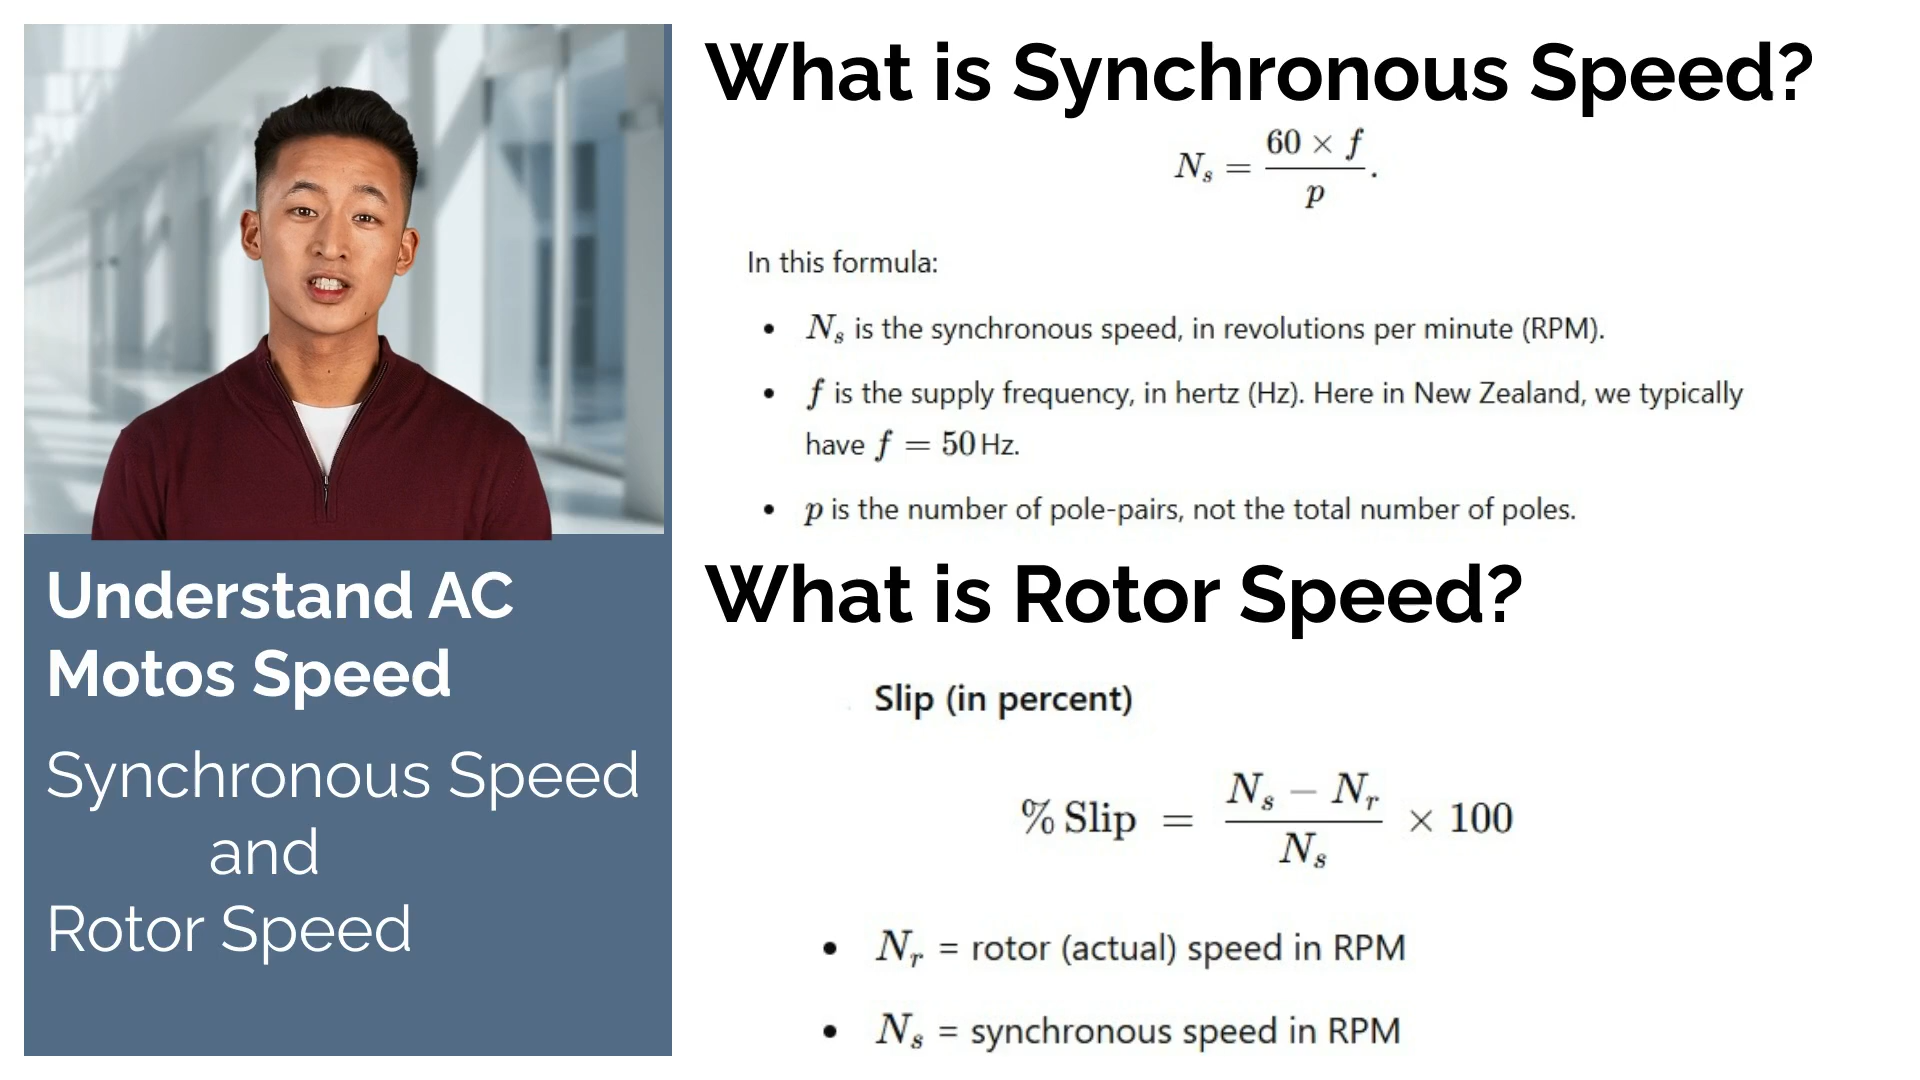 Understand AC
Motos Speed
Synchronous Speed
and
Rotor Speed
What is Synchronous Speed?
N_s = \frac{60 × f}{p}.
In this formula:
• N_s is the synchronous speed, in revolutions per minute (RPM).
• f is the supply frequency, in hertz (Hz). Here in New Zealand, we typically
have f = 50 Hz.
• p is the number of pole-pairs, not the total number of poles.
What is Rotor Speed?
Slip (in percent)
% Slip = \frac{N_s − N_r}{N_s} × 100
• N_r = rotor (actual) speed in RPM
• N_s = synchronous speed in RPM